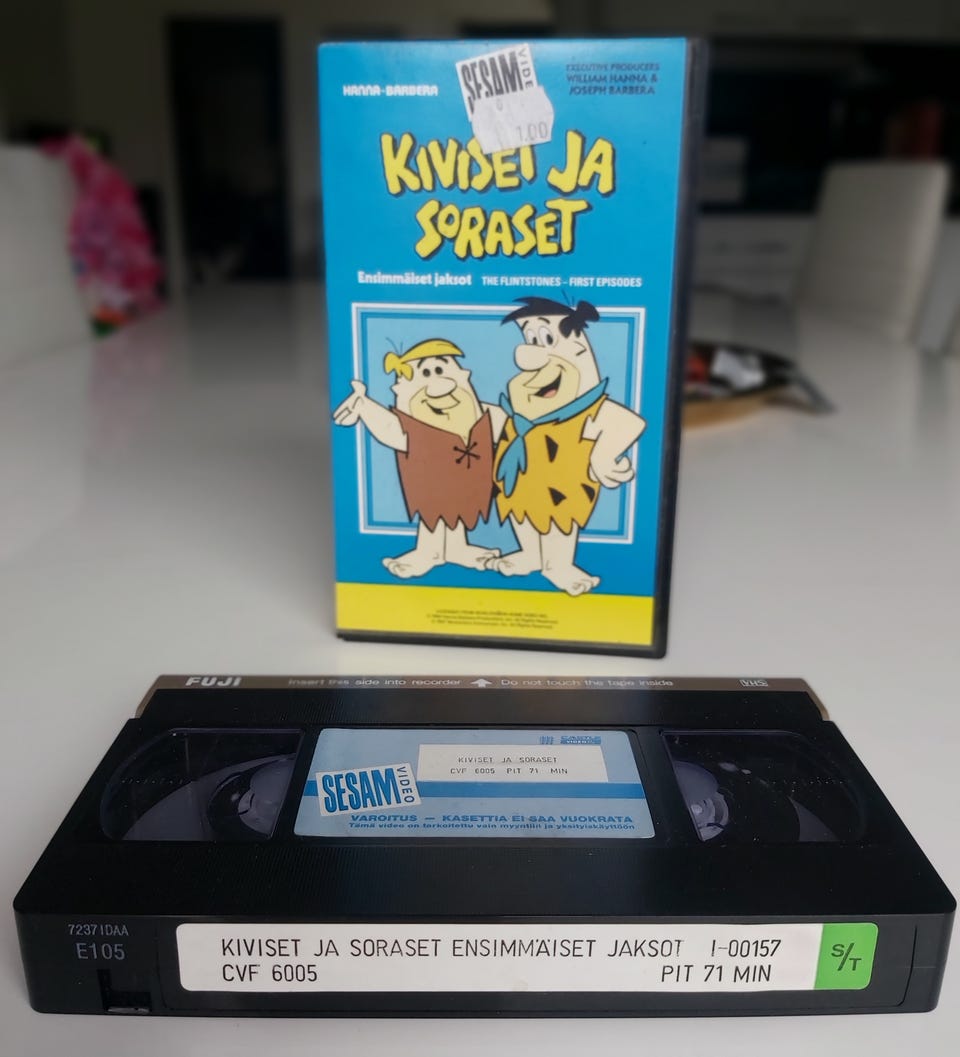 HANNA-BARBERA
SESAM VIDEO
EXECUTIVE PRODUCERS
WILLIAM HANNA &
JOSEPH BARBERA
1.00
KIVISET JA
SORASET
Ensimmäiset jaksot THE FLINTSTONES - FIRST EPISODES
FUJI Insert this side into recorder Do not touch the tape inside VHS
CASTLE
KIVISET JA SORASET
CVF 6005 PIT 71 MIN
SESAM VIDEO
VAROITUS — KASETTIA EI SAA VUOKRATA
Tämä video on tarkoitettu vain myyntiin ja yksityiskäyttöön
7237IDAA
E105
KIVISET JA SORASET ENSIMMÄISET JAKSOT I-00157
CVF 6005 PIT 71 MIN
S/T